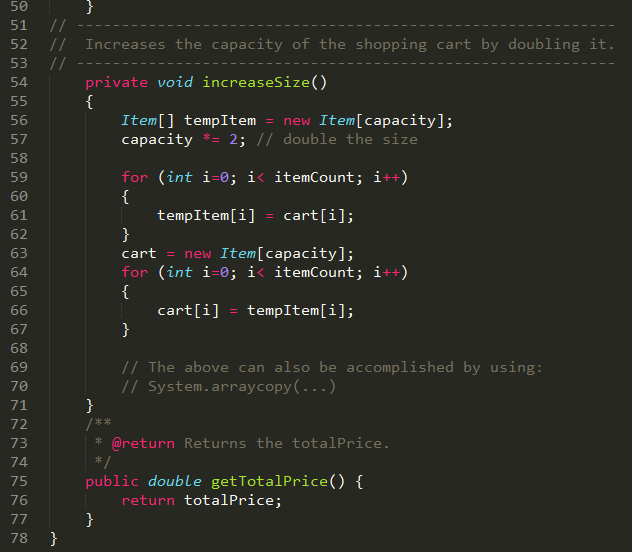 50         }
51  // ------------------------------------------------------------
52  //  Increases the capacity of the shopping cart by doubling it.
53  // ------------------------------------------------------------
54      private void increaseSize()
55      {
56          Item[] tempItem = new Item[capacity];
57          capacity *= 2; // double the size
58
59          for (int i=0; i< itemCount; i++)
60          {
61              tempItem[i] = cart[i];
62          }
63          cart = new Item[capacity];
64          for (int i=0; i< itemCount; i++)
65          {
66              cart[i] = tempItem[i];
67          }
68
69          // The above can also be accomplished by using:
70          // System.arraycopy(...)
71      }
72      /**
73       * @return Returns the totalPrice.
74       */
75      public double getTotalPrice() {
76          return totalPrice;
77      }
78  }